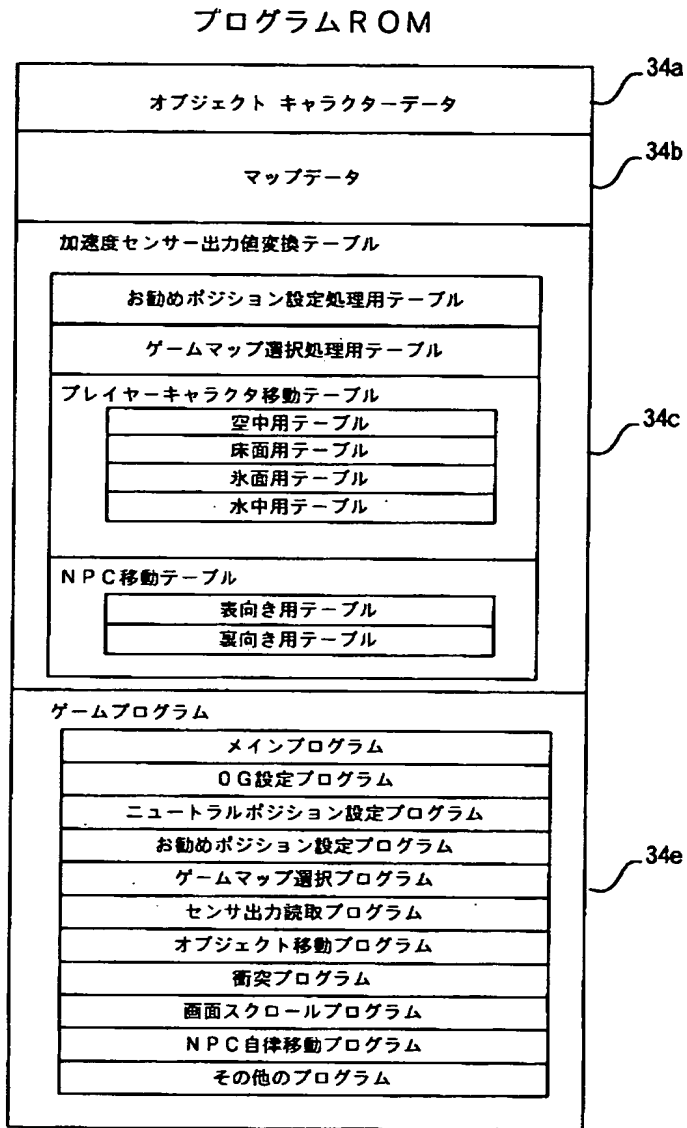 プログラムROM
34a
オブジェクト キャラクターデータ
34b
マップデータ
加速度センサー出力値変換テーブル
お勧めポジション設定処理用テーブル
ゲームマップ選択処理用テーブル
プレイヤーキャラクタ移動テーブル
34c
空中用テーブル
床面用テーブル
氷面用テーブル
水中用テーブル
NPC移動テーブル
表向き用テーブル
裏向き用テーブル
ゲームプログラム
メインプログラム
0G設定プログラム
ニュートラルポジション設定プログラム
お勧めポジション設定プログラム
34e
ゲームマップ選択プログラム
センサ出力読取プログラム
オブジェクト移動プログラム
衝突プログラム
画面スクロールプログラム
NPC自律移動プログラム
その他のプログラム